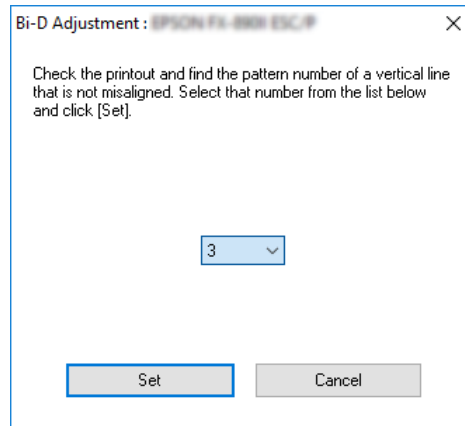 Bi-D Adjustment :
Check the printout and find the pattern number of a vertical line
that is not misaligned. Select that number from the list below
and click [Set].
3
Set
Cancel